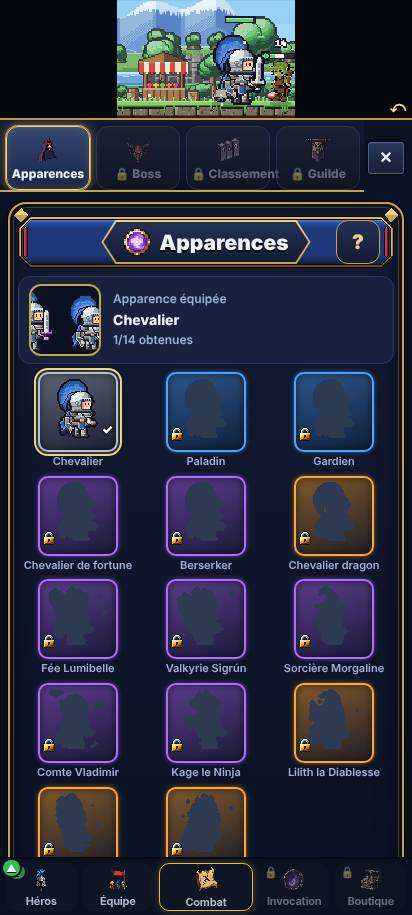 Apparences
Boss
Classement
Guilde
×
Apparences
?
Apparence équipée
Chevalier
1/14 obtenues
Chevalier
Paladin
Gardien
Chevalier de fortune
Berserker
Chevalier dragon
Fée Lumibelle
Valkyrie Sigrún
Sorcière Morgaline
Comte Vladimir
Kage le Ninja
Lilith la Diablesse
Héros
Équipe
Combat
Invocation
Boutique